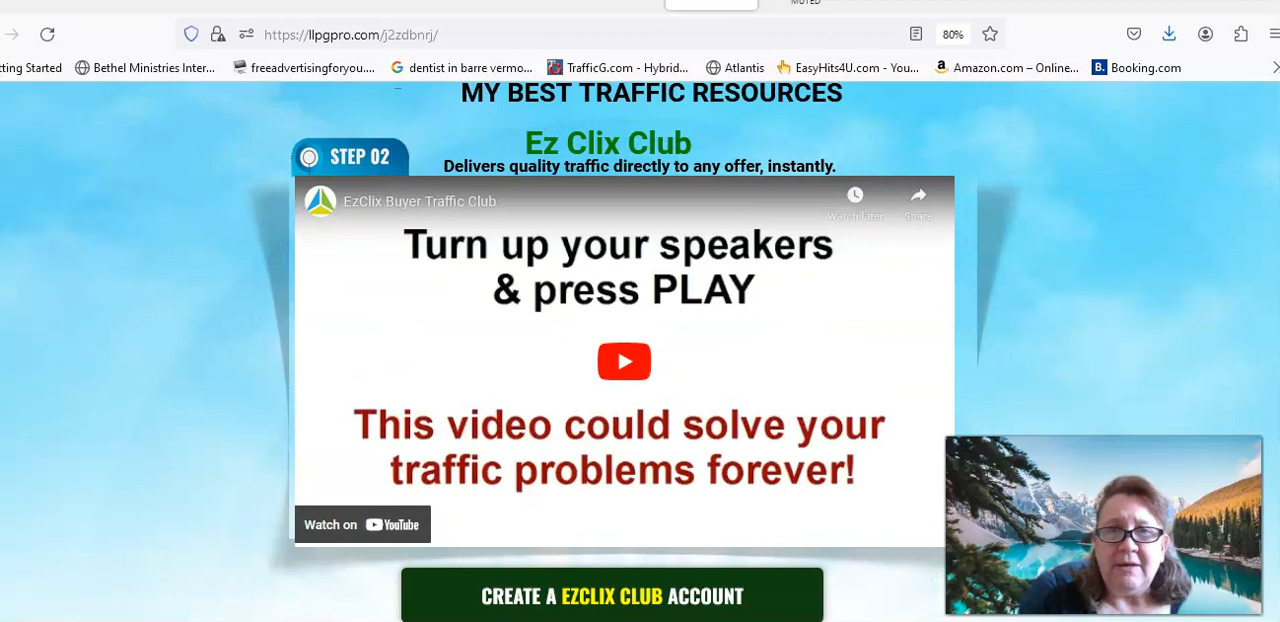 MUTED
https://llpgpro.com/j2zdbnrj/
80%
tting Started
Bethel Ministries Inter...
freeadvertisingforyou....
dentist in barre vermo...
TrafficG.com - Hybrid...
Atlantis
EasyHits4U.com - You...
Amazon.com – Online...
B. Booking.com
MY BEST TRAFFIC RESOURCES
Ez Clix Club
STEP 02
Delivers quality traffic directly to any offer, instantly.
EzClix Buyer Traffic Club
Watch later
Share
Turn up your speakers
& press PLAY
This video could solve your
traffic problems forever!
Watch on YouTube
CREATE A EZCLIX CLUB ACCOUNT